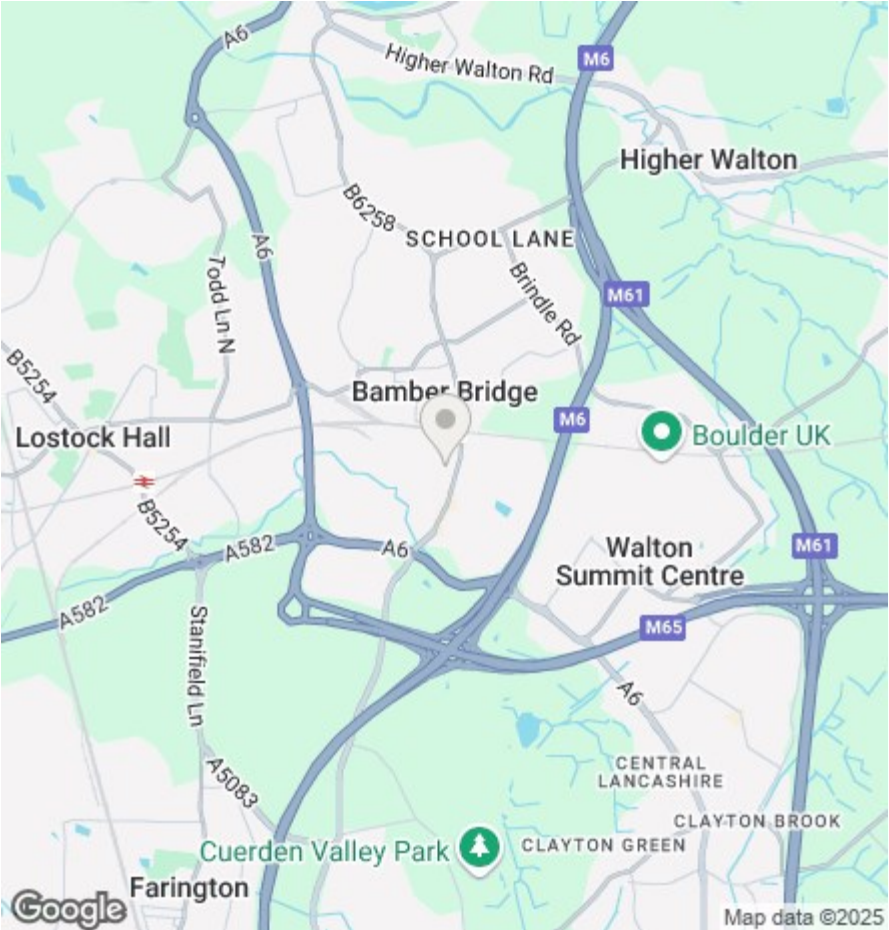 A6
Higher Walton Rd
M6
Higher Walton
B6258
SCHOOL LANE
A6
Todd Ln N
Brindle Rd
M61
B5254
Bamber Bridge
M6
Lostock Hall
Boulder UK
B5254
A582
A6
Walton
Summit Centre
M61
A582
Stanifield Ln
M65
A6
A5083
CENTRAL
LANCASHIRE
CLAYTON BROOK
Cuerden Valley Park
CLAYTON GREEN
Farington
Google
Map data ©2025